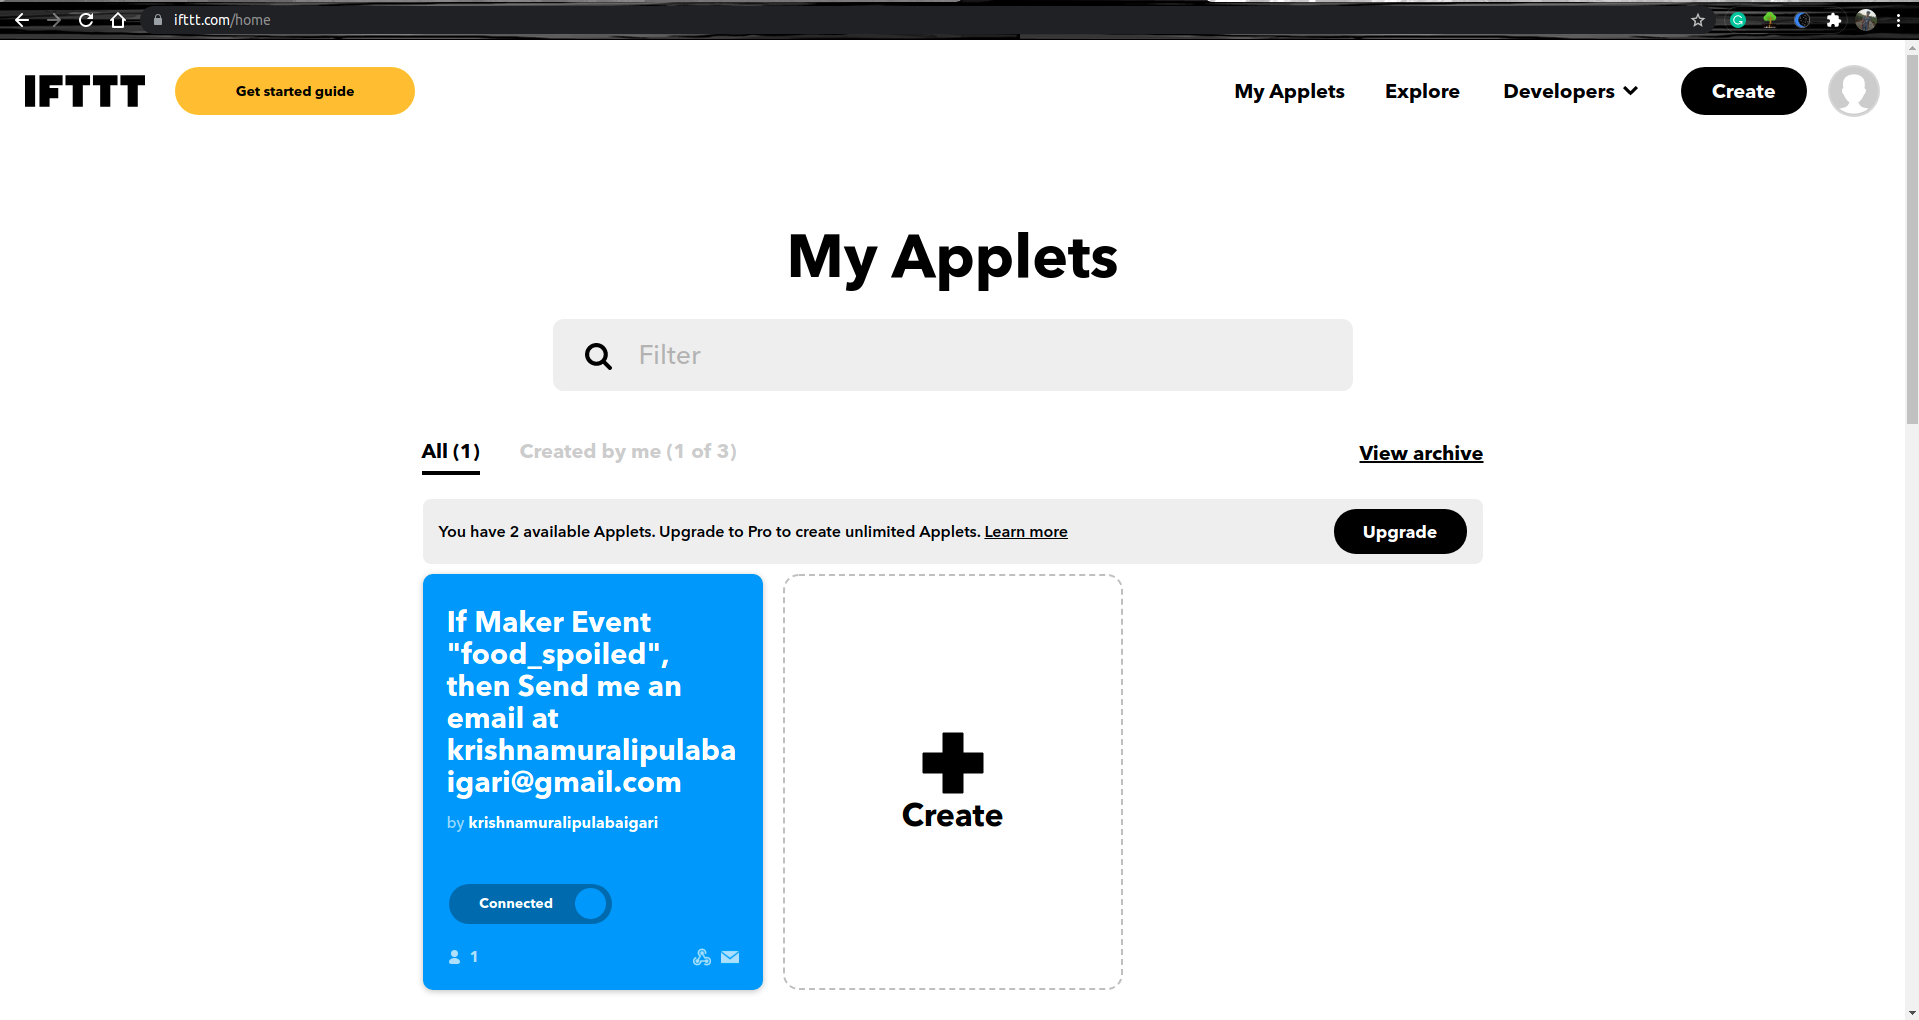 ifttt.com/home
IFTTT
Get started guide
My Applets
Explore
Developers
Create
My Applets
Filter
All (1)
Created by me (1 of 3)
View archive
You have 2 available Applets. Upgrade to Pro to create unlimited Applets. Learn more
Upgrade
If Maker Event
"food_spoiled",
then Send me an
email at
krishnamuralipulaba
igari@gmail.com
by krishnamuralipulabaigari
Connected
1
Create